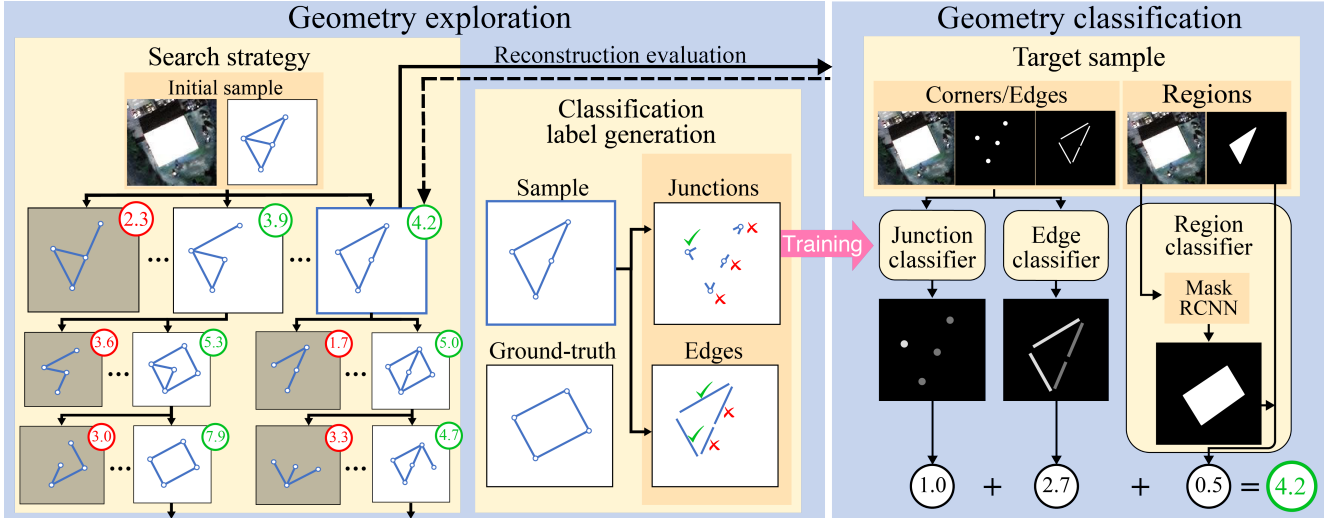 Geometry exploration
Search strategy
Initial sample
2.3
3.9
4.2
3.6
5.3
1.7
5.0
3.0
7.9
3.3
4.7
Reconstruction evaluation
Classification
label generation
Sample
Junctions
Ground-truth
Edges
Training
Geometry classification
Target sample
Corners/Edges
Regions
Junction
classifier
Edge
classifier
Region
classifier
Mask
RCNN
1.0 + 2.7 + 0.5 = 4.2